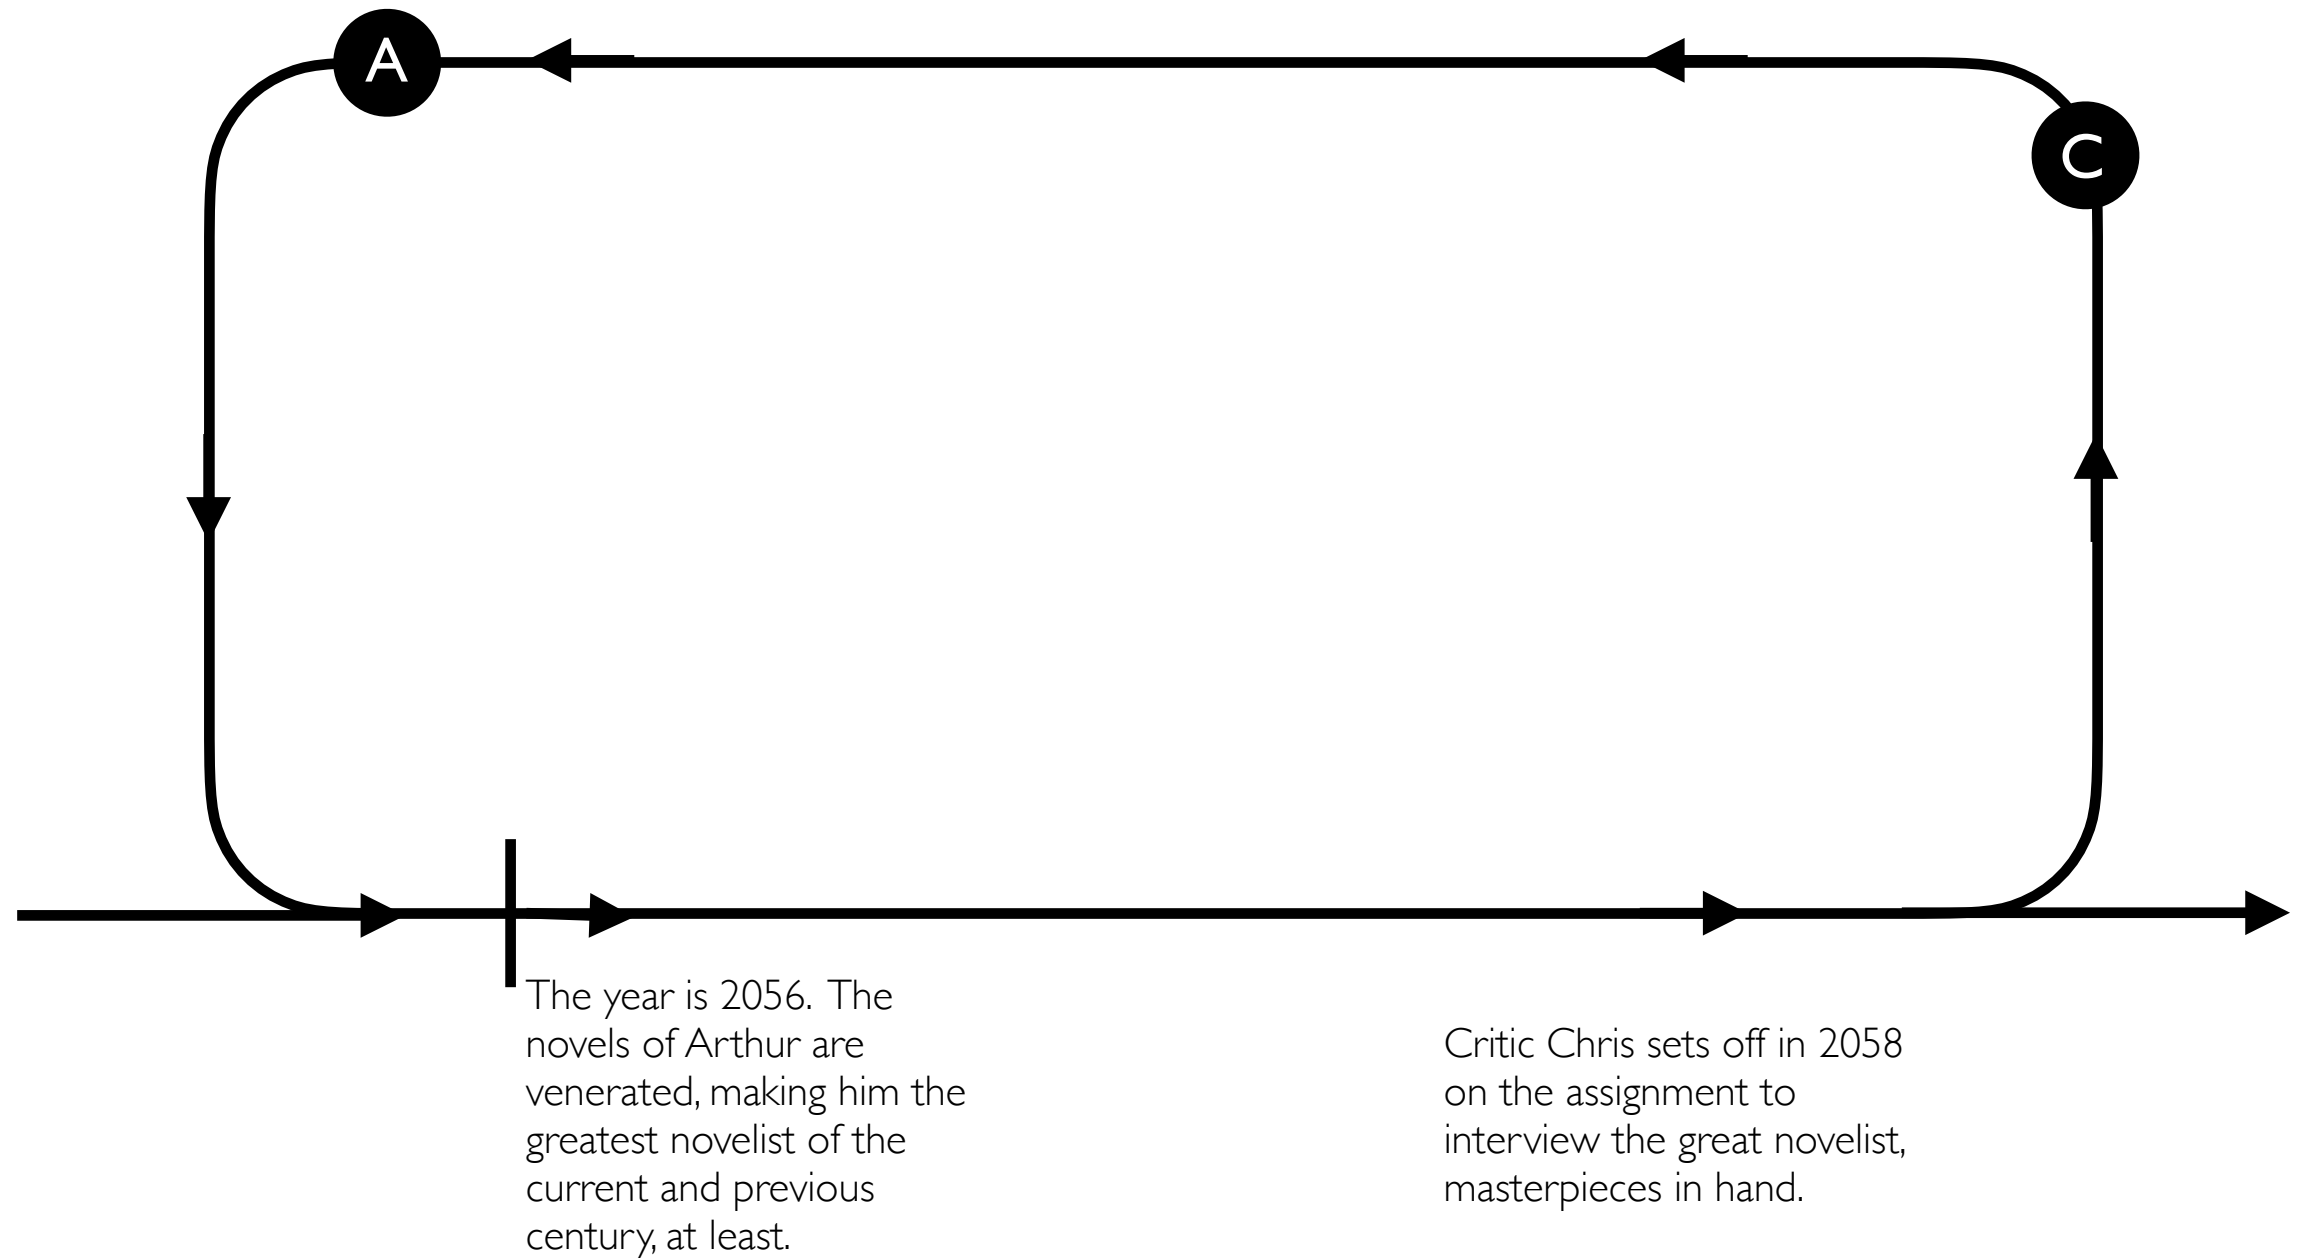 A
C
The year is 2056. The
novels of Arthur are
venerated, making him the
greatest novelist of the
current and previous
century, at least.
Critic Chris sets off in 2058
on the assignment to
interview the great novelist,
masterpieces in hand.